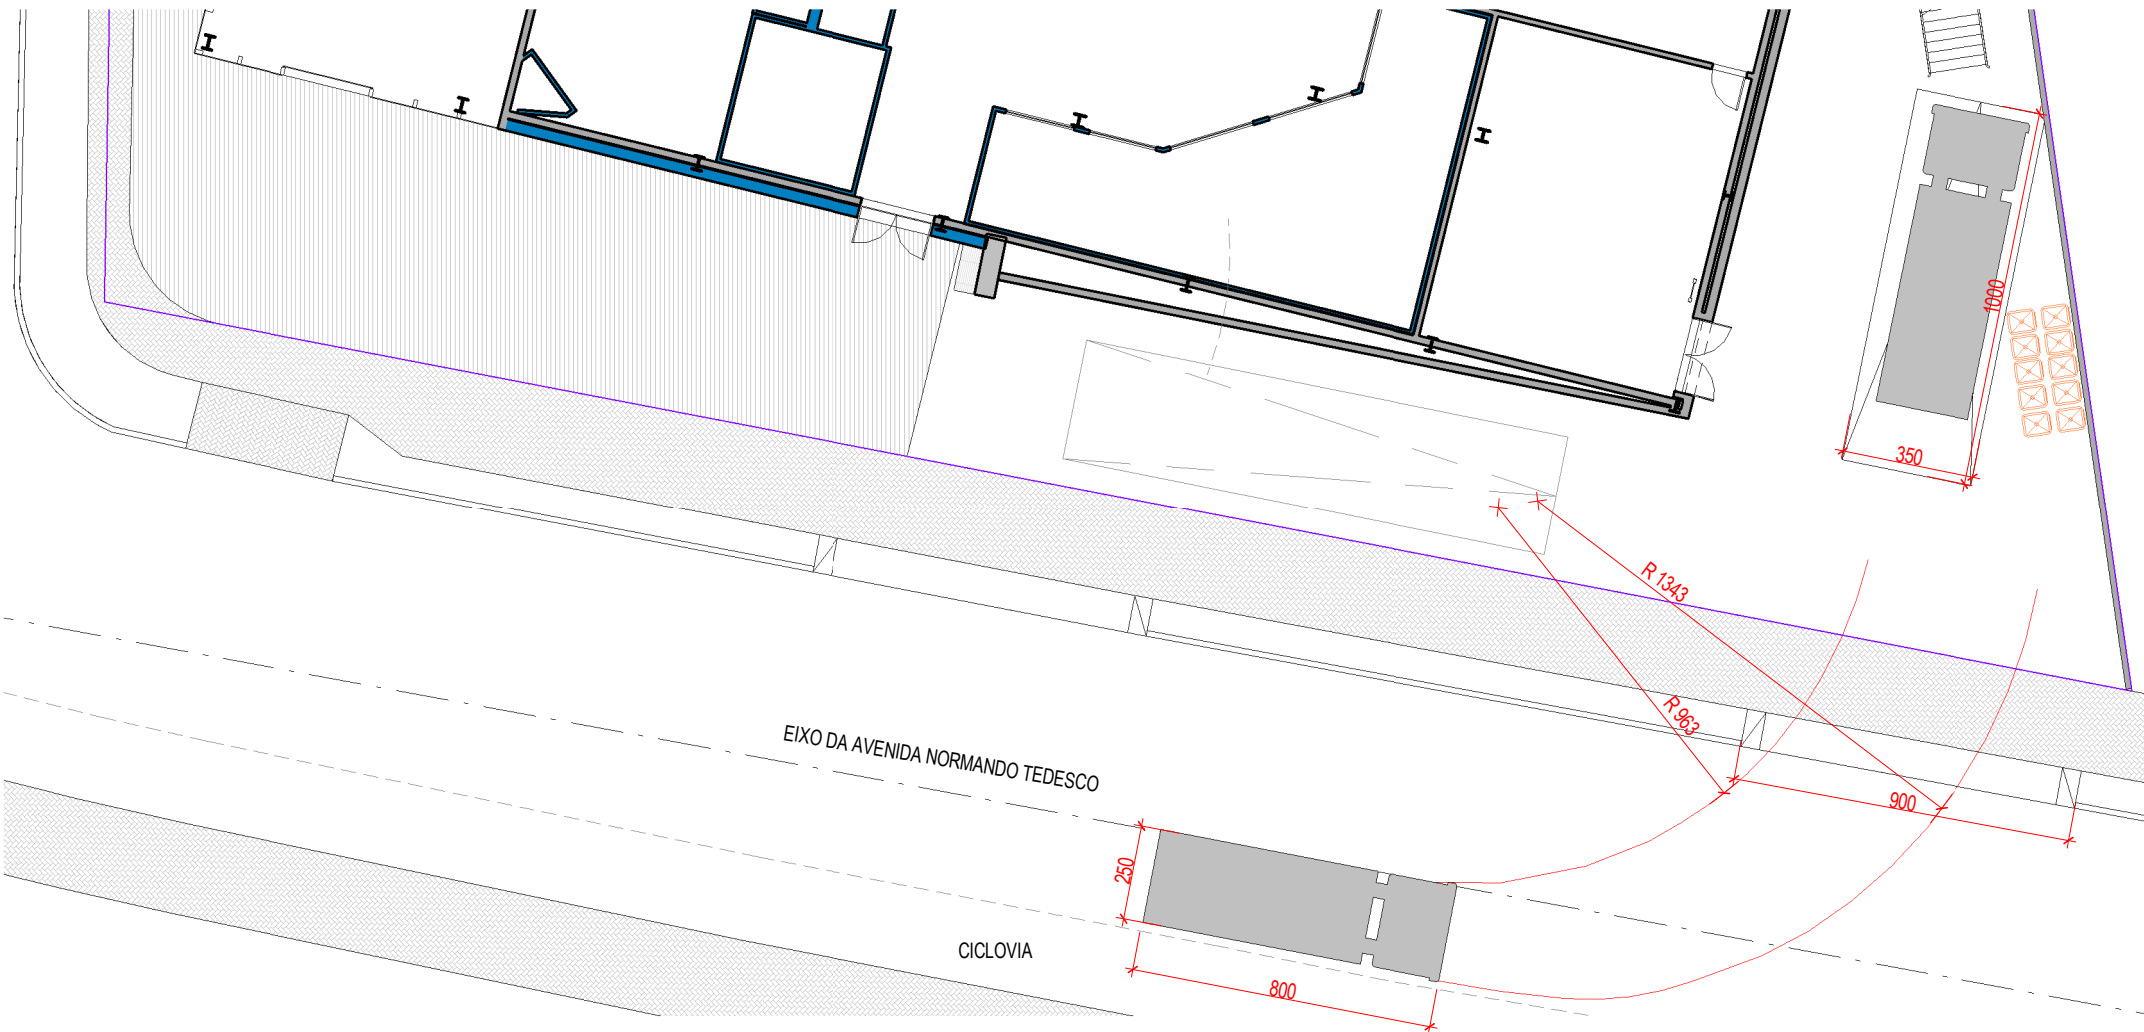 1000
350
R 1343
R 963
EIXO DA AVENIDA NORMANDO TEDESCO
900
250
CICLOVIA
800